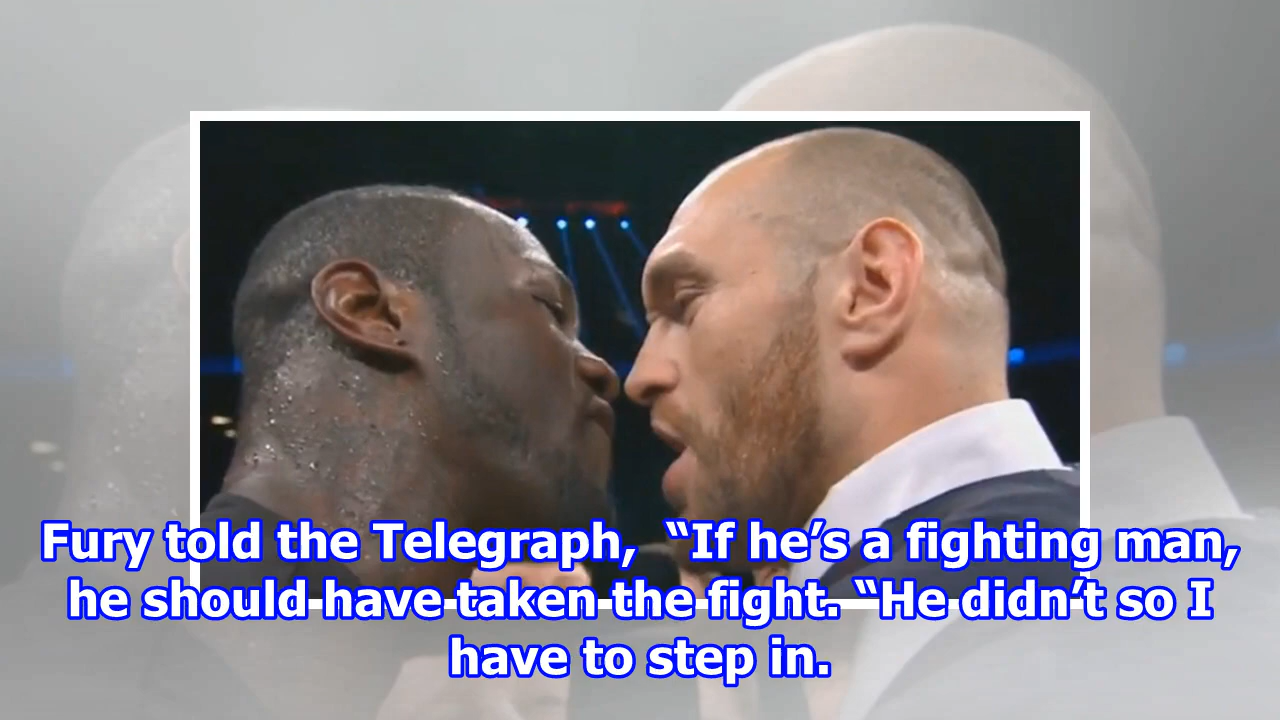 Fury told the Telegraph,  “If he’s a fighting man,
he should have taken the fight. “He didn’t so I
have to step in.